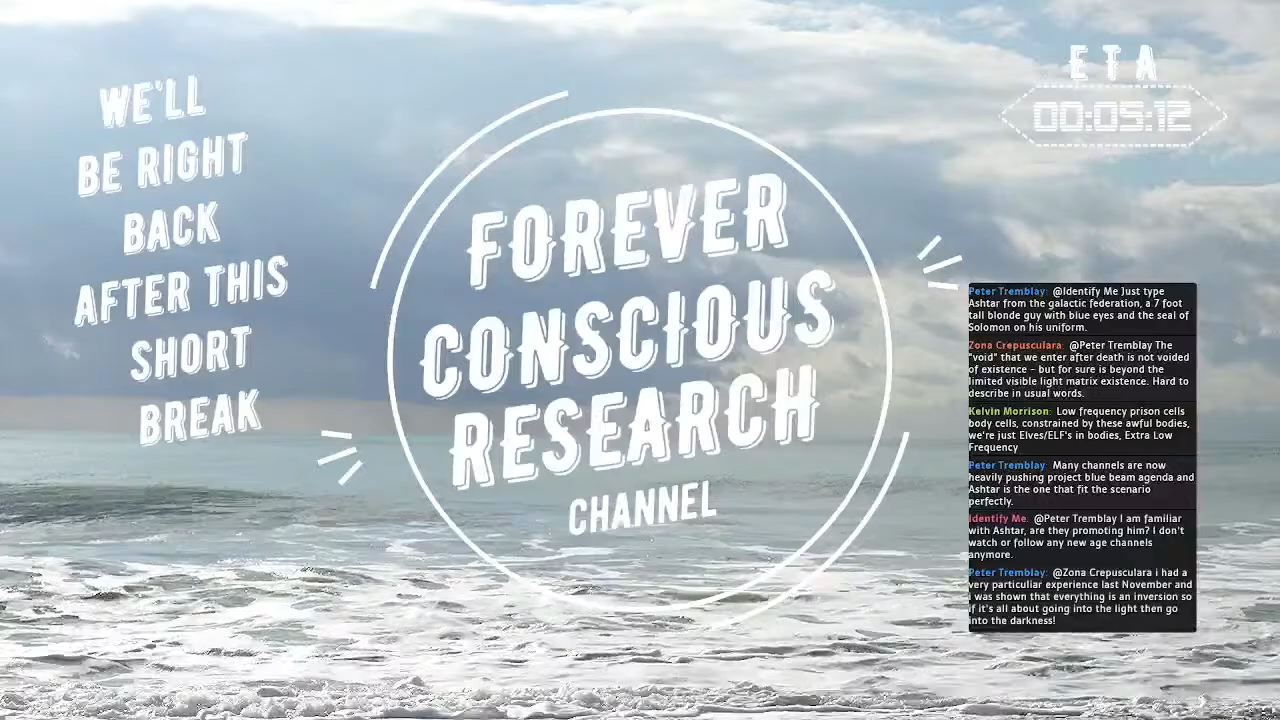 WE'LL
BE RIGHT
BACK
AFTER THIS
SHORT
BREAK
FOREVER
CONSCIOUS
RESEARCH
CHANNEL
ETA
00:05:12
Peter Tremblay: @Identify Me Just type
Ashtar from the galactic federation, a 7 foot
tall blonde guy with blue eyes and the seal of
Solomon on his uniform.
Zona Crepusculara: @Peter Tremblay The
"void" that we enter after death is not voided
of existence - but for sure is beyond the
limited visible light matrix existence. Hard to
describe in usual words.
Kelvin Morrison: Low frequency prison cells
body cells, constrained by these awful bodies,
we're just Elves/ELF's in bodies, Extra Low
Frequency
Peter Tremblay: Many channels are now
heavily pushing project blue beam agenda and
Ashtar is the one that fit the scenario
perfectly.
Identify Me: @Peter Tremblay I am familiar
with Ashtar, are they promoting him? I don't
watch or follow any new age channels
anymore.
Peter Tremblay: @Zona Crepusculara i had a
very particular experience last November and
I was shown that everything is an inversion so
if it's all about going into the light then go
into the darkness!